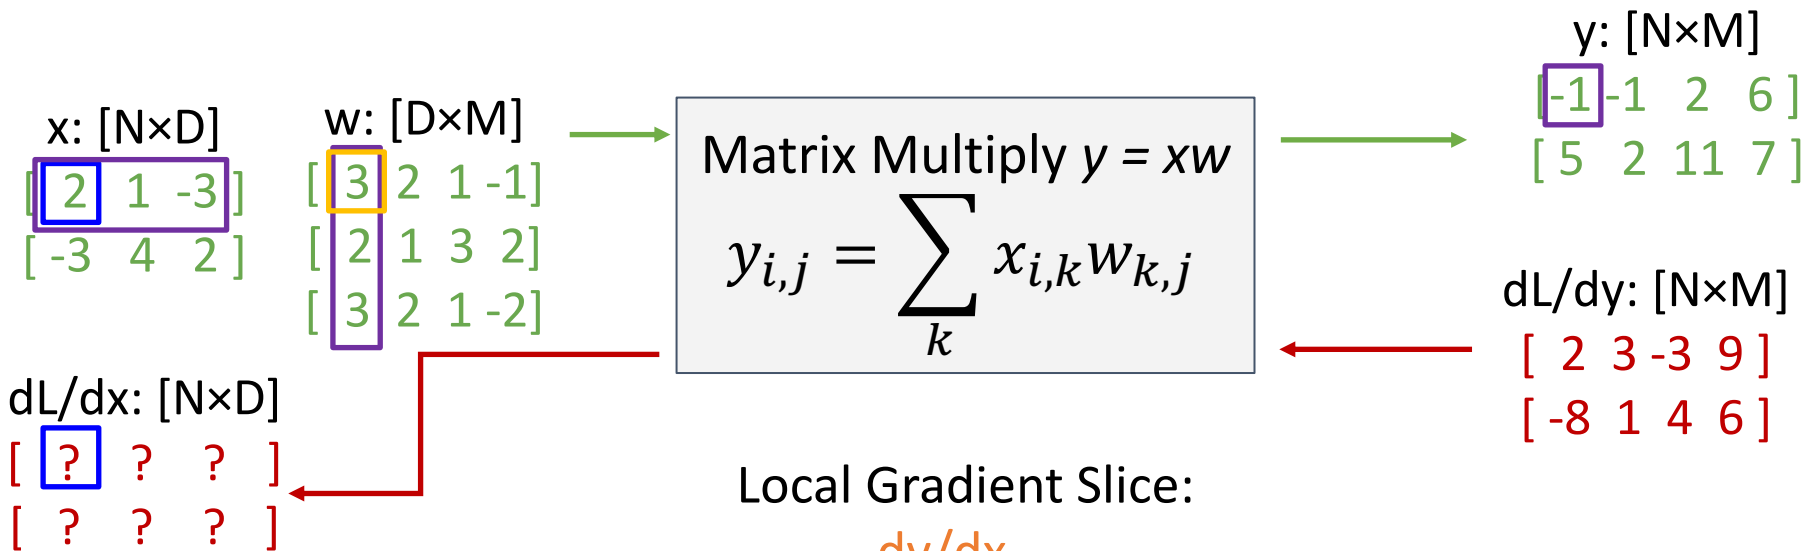 x: [N×D]
[ 2 1 -3 ]
[ -3 4 2 ]
w: [D×M]
[ 3 2 1 -1]
[ 2 1 3 2]
[ 3 2 1 -2]
Matrix Multiply y = xw
y_{i,j} = ∑_k x_{i,k}w_{k,j}
y: [N×M]
[ -1 -1 2 6 ]
[ 5 2 11 7 ]
dL/dy: [N×M]
[ 2 3 -3 9 ]
[ -8 1 4 6 ]
dL/dx: [N×D]
[ ? ? ? ]
[ ? ? ? ]
Local Gradient Slice:
dy/dx